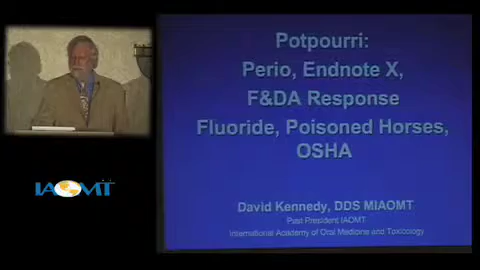 Potpourri:
Perio, Endnote X,
F&DA Response
Fluoride, Poisoned Horses,
OSHA
David Kennedy, DDS MIAOMT
Past President IAOMT
International Academy of Oral Medicine and Toxicology
IAOMT